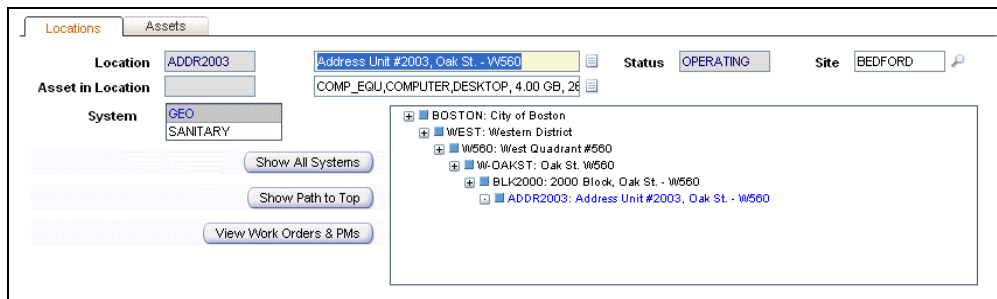 Locations Assets
Location ADDR2003 Address Unit #2003, Oak St. - W560 Status OPERATING Site BEDFORD
Asset in Location COMP_EQU,COMPUTER,DESKTOP, 4.00 GB, 26
System GEO
SANITARY
BOSTON: City of Boston
WEST: Western District
W560: West Quadrant #560
Show All Systems W-OAKST: Oak St. W560
BLK2000: 2000 Block, Oak St. - W560
Show Path to Top ADDR2003: Address Unit #2003, Oak St. - W560
View Work Orders & PMs